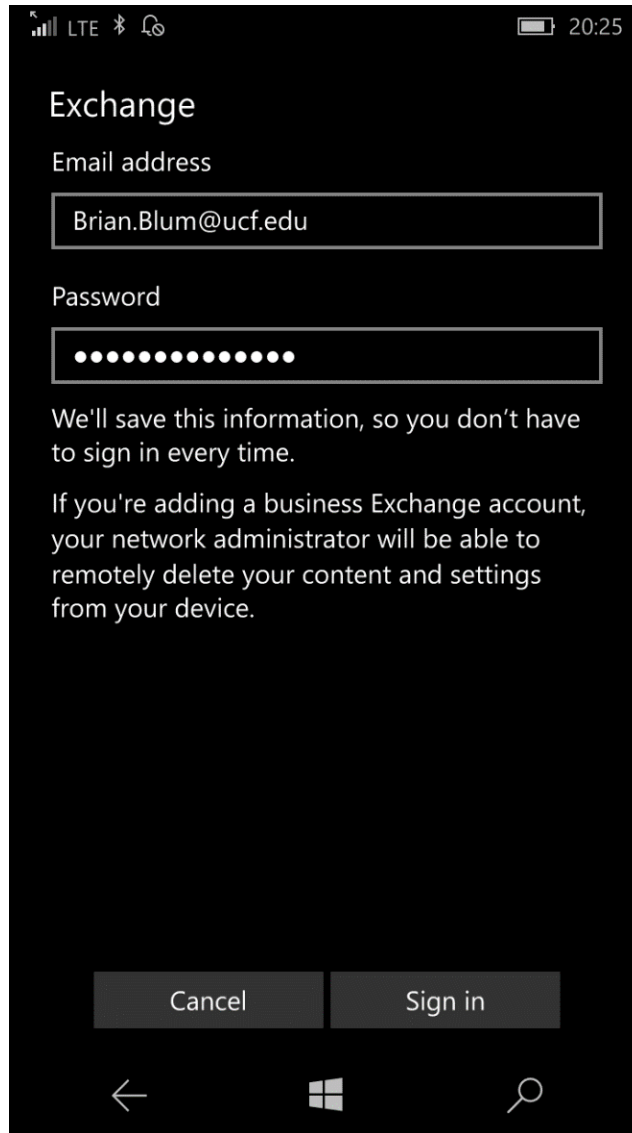 LTE 20:25
Exchange
Email address
Brian.Blum@ucf.edu
Password
●●●●●●●●●●●●●●
We'll save this information, so you don’t have
to sign in every time.
If you're adding a business Exchange account,
your network administrator will be able to
remotely delete your content and settings
from your device.
Cancel Sign in